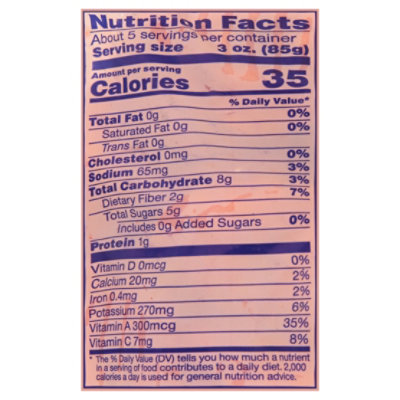 Nutrition Facts
About 5 servings per container
Serving size 3 oz. (85g)
Amount per serving
Calories 35
% Daily Value*
Total Fat 0g 0%
Saturated Fat 0g 0%
Trans Fat 0g
Cholesterol 0mg 0%
Sodium 65mg 3%
Total Carbohydrate 8g 3%
Dietary Fiber 2g 7%
Total Sugars 5g
Includes 0g Added Sugars 0%
Protein 1g
Vitamin D 0mcg 0%
Calcium 20mg 2%
Iron 0.4mg 2%
Potassium 270mg 6%
Vitamin A 300mcg 35%
Vitamin C 7mg 8%
* The % Daily Value (DV) tells you how much a nutrient
in a serving of food contributes to a daily diet. 2,000
calories a day is used for general nutrition advice.